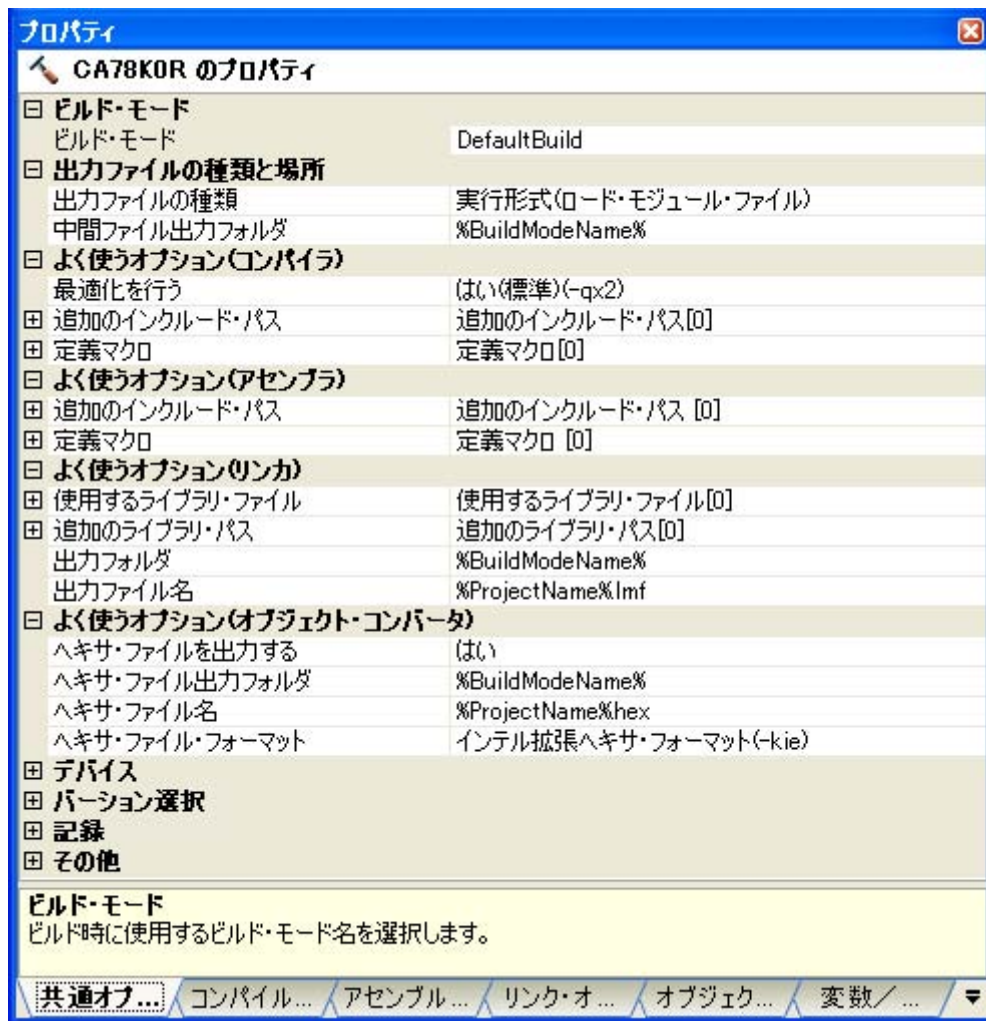 プロパティ
CA78K0R のプロパティ
ビルド・モード
ビルド・モード DefaultBuild
出力ファイルの種類と場所
出力ファイルの種類 実行形式(ロード・モジュール・ファイル)
中間ファイル出力フォルダ %BuildModeName%
よく使うオプション(コンパイラ)
最適化を行う はい(標準)(-qx2)
追加のインクルード・パス 追加のインクルード・パス[0]
定義マクロ 定義マクロ[0]
よく使うオプション(アセンブラ)
追加のインクルード・パス 追加のインクルード・パス [0]
定義マクロ 定義マクロ [0]
よく使うオプション(リンカ)
使用するライブラリ・ファイル 使用するライブラリ・ファイル[0]
追加のライブラリ・パス 追加のライブラリ・パス[0]
出力フォルダ %BuildModeName%
出力ファイル名 %ProjectName%.lmf
よく使うオプション(オブジェクト・コンバータ)
ヘキサ・ファイルを出力する はい
ヘキサ・ファイル出力フォルダ %BuildModeName%
ヘキサ・ファイル名 %ProjectName%.hex
ヘキサ・ファイル・フォーマット インテル拡張ヘキサ・フォーマット(-kie)
デバイス
バージョン選択
記録
その他
ビルド・モード
ビルド時に使用するビルド・モード名を選択します。
共通オプ... コンパイル... アセンブル... リンク・オ... オブジェク... 変数／...